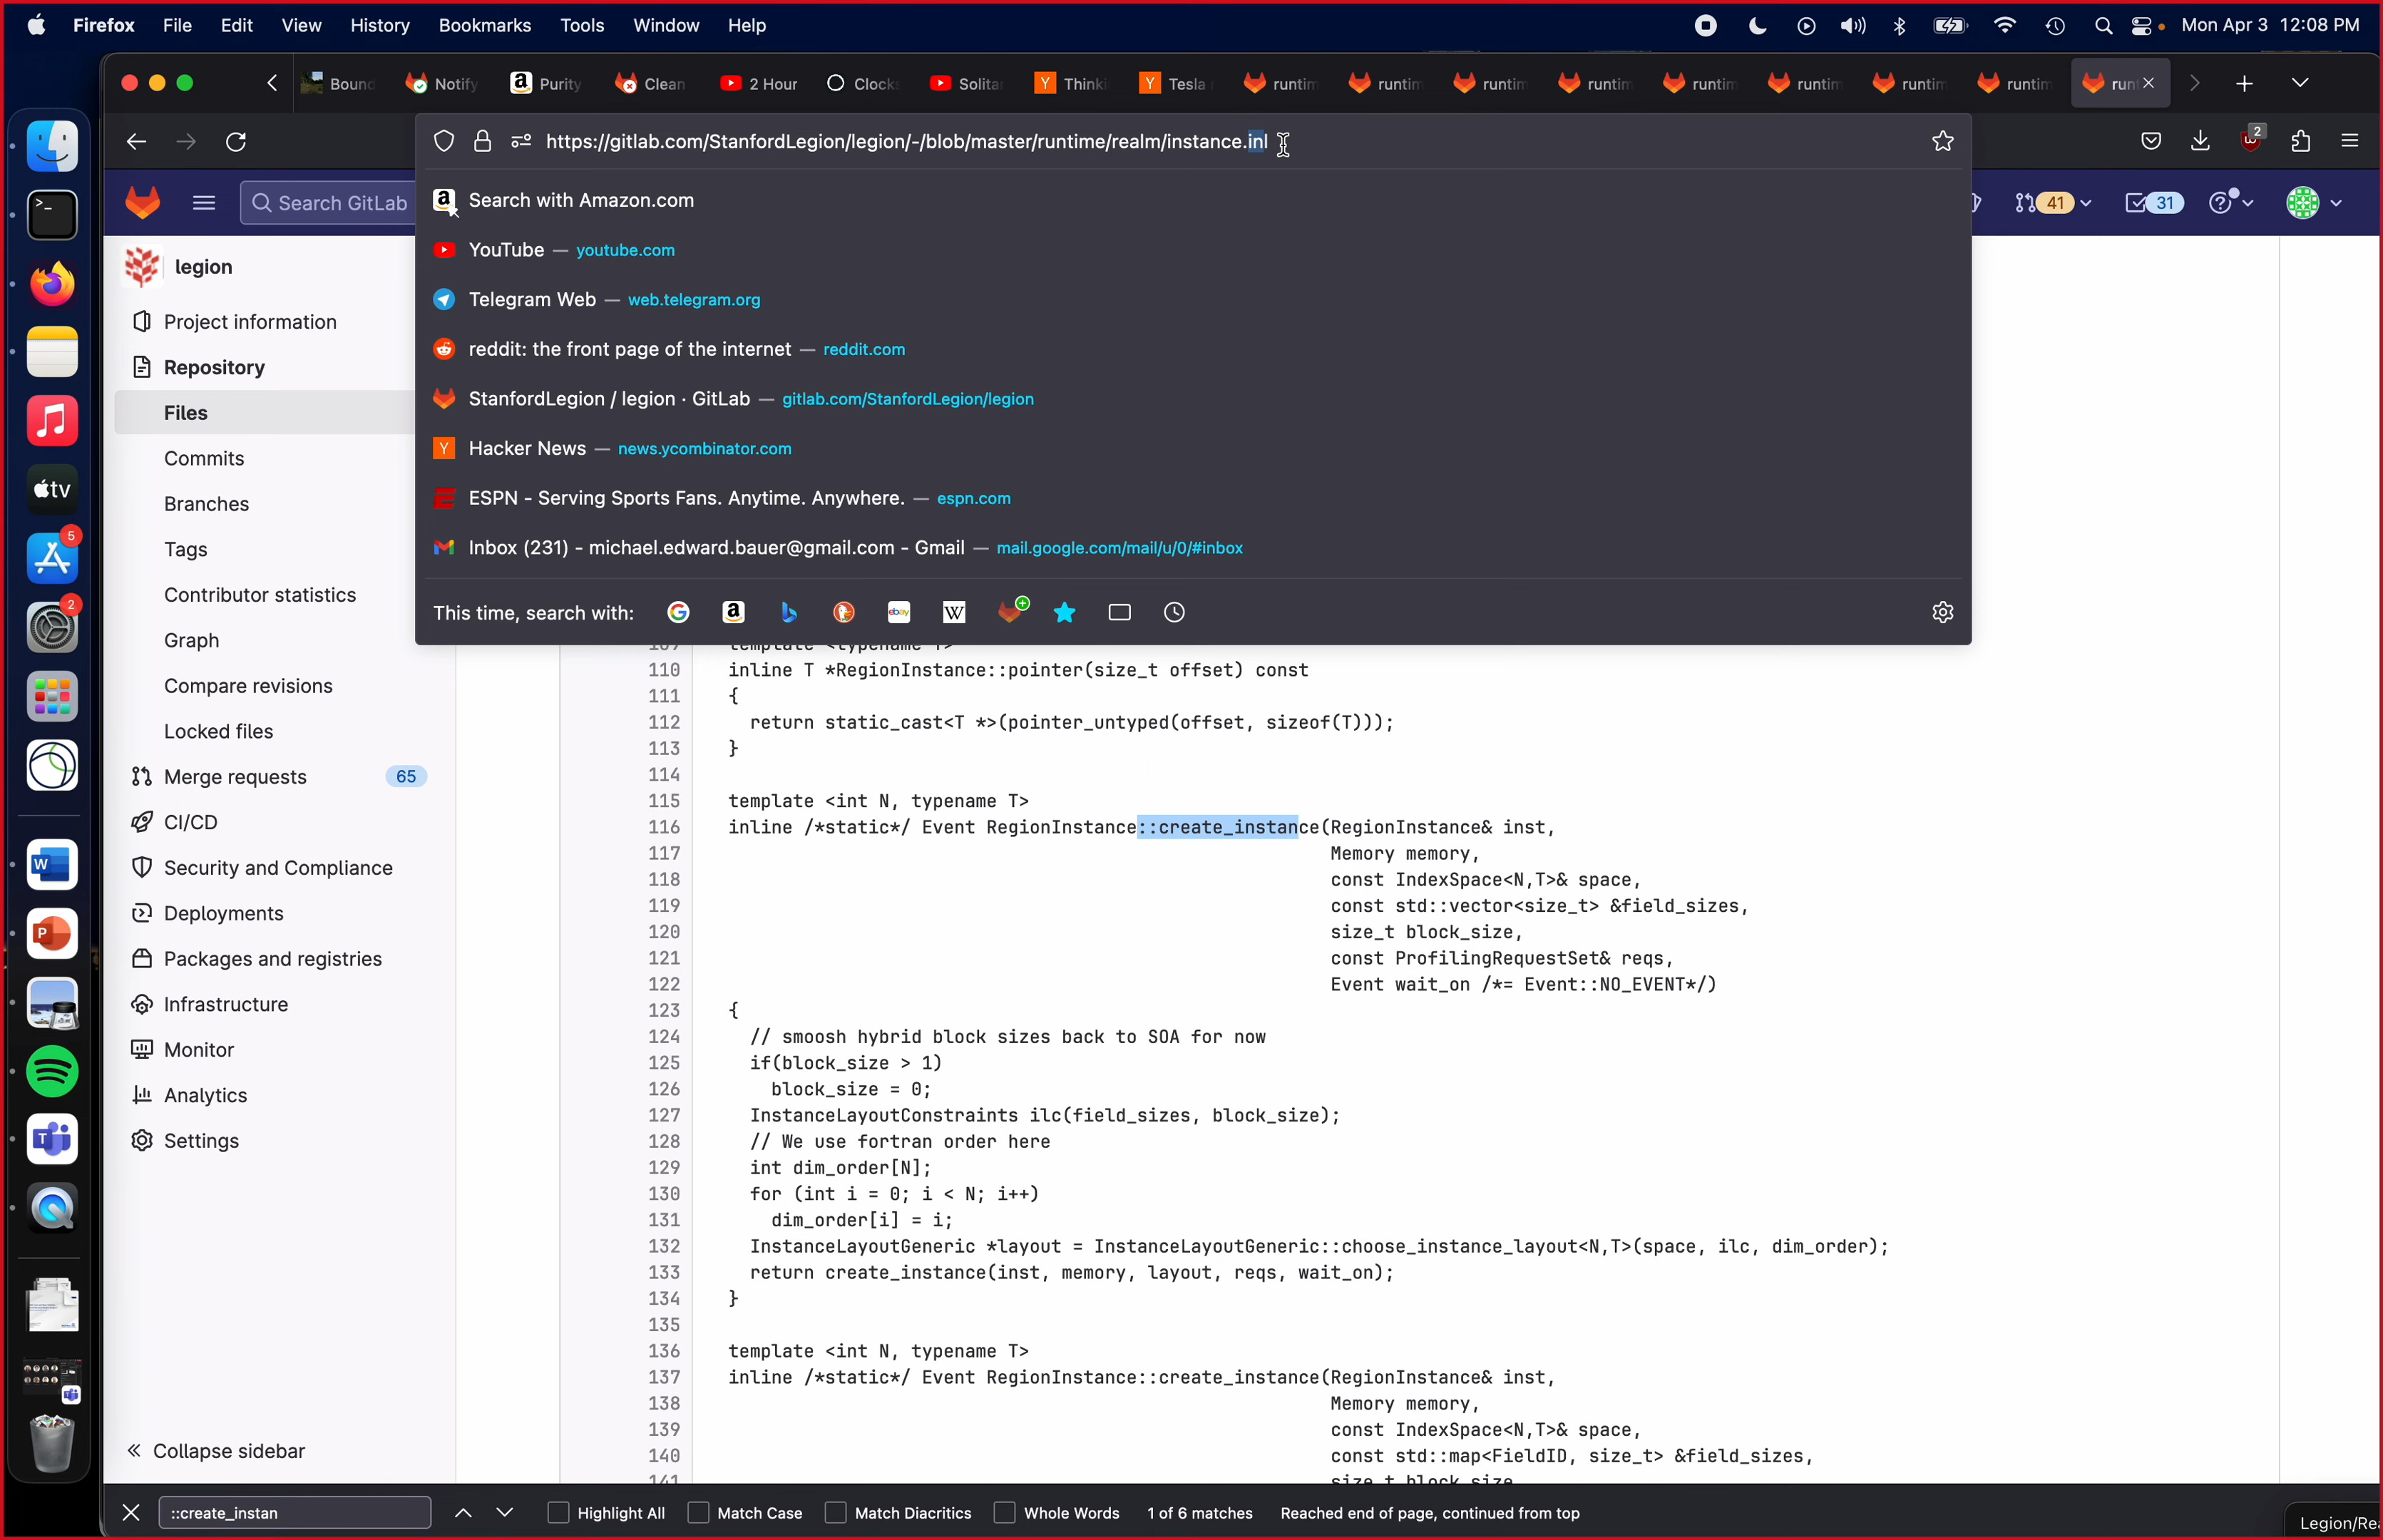 Firefox File Edit View History Bookmarks Tools Window Help Mon Apr 3 12:08 PM
Bound Notify Purity Clean 2 Hour Clocks Solita Think Tesla runtim runtim runtim runtim runtim runtim runtim runtim run
https://gitlab.com/StanfordLegion/legion/-/blob/master/runtime/realm/instance.inl
2
Search GitLab
41
31
Search with Amazon.com
YouTube — youtube.com
Telegram Web — web.telegram.org
reddit: the front page of the internet — reddit.com
StanfordLegion / legion · GitLab — gitlab.com/StanfordLegion/legion
Hacker News — news.ycombinator.com
ESPN - Serving Sports Fans. Anytime. Anywhere. — espn.com
Inbox (231) - michael.edward.bauer@gmail.com - Gmail — mail.google.com/mail/u/0/#inbox
This time, search with:
legion
Project information
Repository
Files
Commits
Branches
Tags
Contributor statistics
Graph
Compare revisions
Locked files
Merge requests 65
CI/CD
Security and Compliance
Deployments
Packages and registries
Infrastructure
Monitor
Analytics
Settings
« Collapse sidebar
tv
5
2
109 template <typename T>
110 inline T *RegionInstance::pointer(size_t offset) const
111 {
112 return static_cast<T *>(pointer_untyped(offset, sizeof(T)));
113 }
114
115 template <int N, typename T>
116 inline /*static*/ Event RegionInstance::create_instance(RegionInstance& inst,
117 Memory memory,
118 const IndexSpace<N,T>& space,
119 const std::vector<size_t> &field_sizes,
120 size_t block_size,
121 const ProfilingRequestSet& reqs,
122 Event wait_on /*= Event::NO_EVENT*/)
123 {
124 // smoosh hybrid block sizes back to SOA for now
125 if(block_size > 1)
126 block_size = 0;
127 InstanceLayoutConstraints ilc(field_sizes, block_size);
128 // We use fortran order here
129 int dim_order[N];
130 for (int i = 0; i < N; i++)
131 dim_order[i] = i;
132 InstanceLayoutGeneric *layout = InstanceLayoutGeneric::choose_instance_layout<N,T>(space, ilc, dim_order);
133 return create_instance(inst, memory, layout, reqs, wait_on);
134 }
135
136 template <int N, typename T>
137 inline /*static*/ Event RegionInstance::create_instance(RegionInstance& inst,
138 Memory memory,
139 const IndexSpace<N,T>& space,
140 const std::map<FieldID, size_t> &field_sizes,
141 size_t block_size
::create_instan Highlight All Match Case Match Diacritics Whole Words 1 of 6 matches Reached end of page, continued from top
Legion/Rea